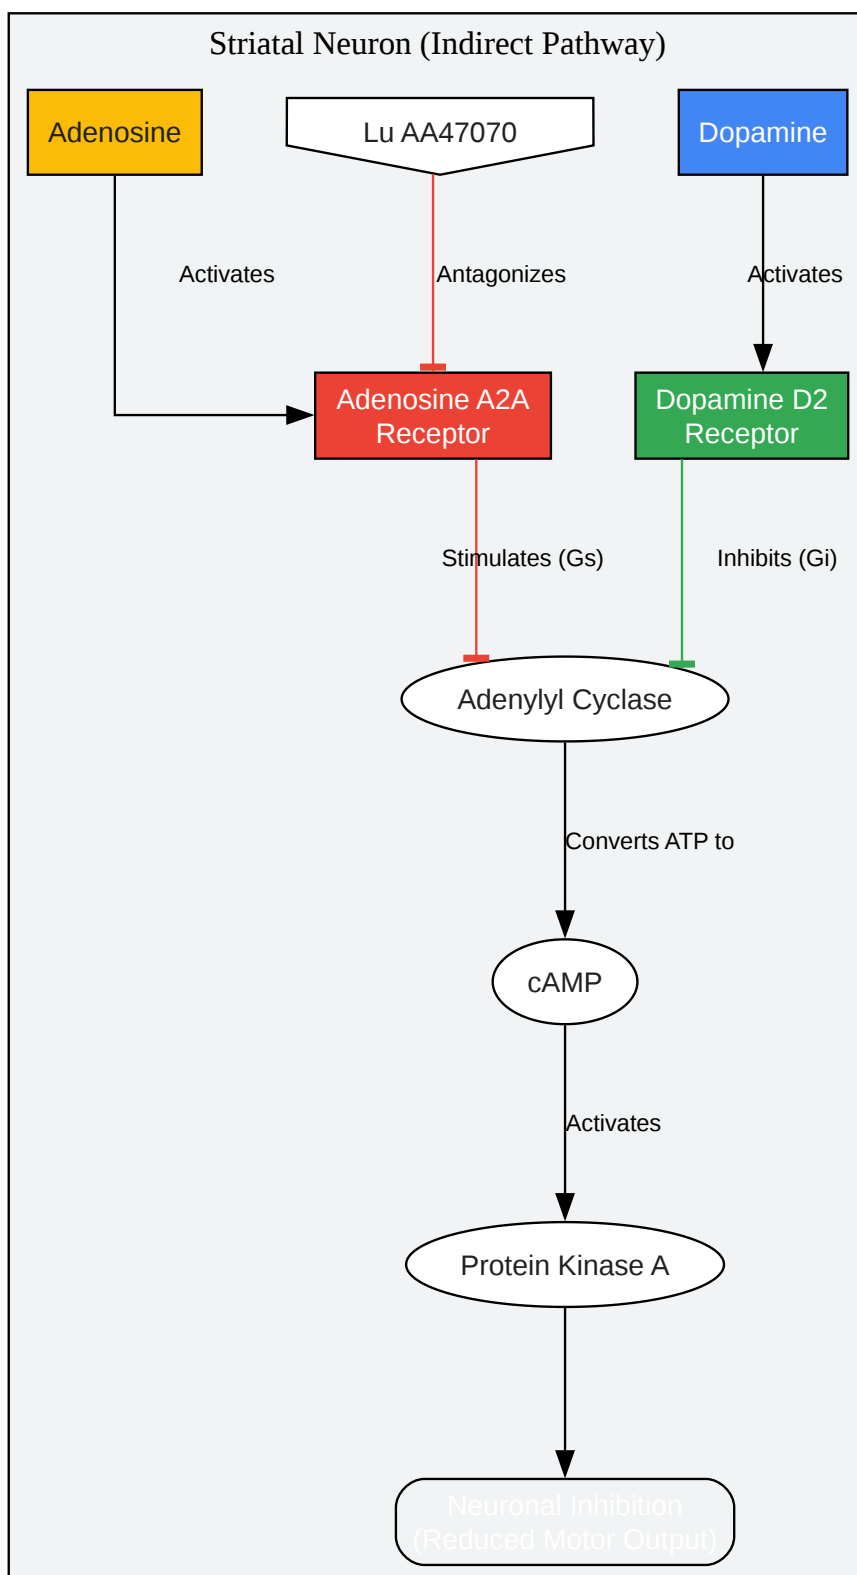 Striatal Neuron (Indirect Pathway)
Adenosine
Lu AA47070
Dopamine
Activates
Antagonizes
Activates
Adenosine A2A
Receptor
Dopamine D2
Receptor
Stimulates (Gs)
Inhibits (Gi)
Adenylyl Cyclase
Converts ATP to
cAMP
Activates
Protein Kinase A
Neuronal Inhibition
(Reduced Motor Output)